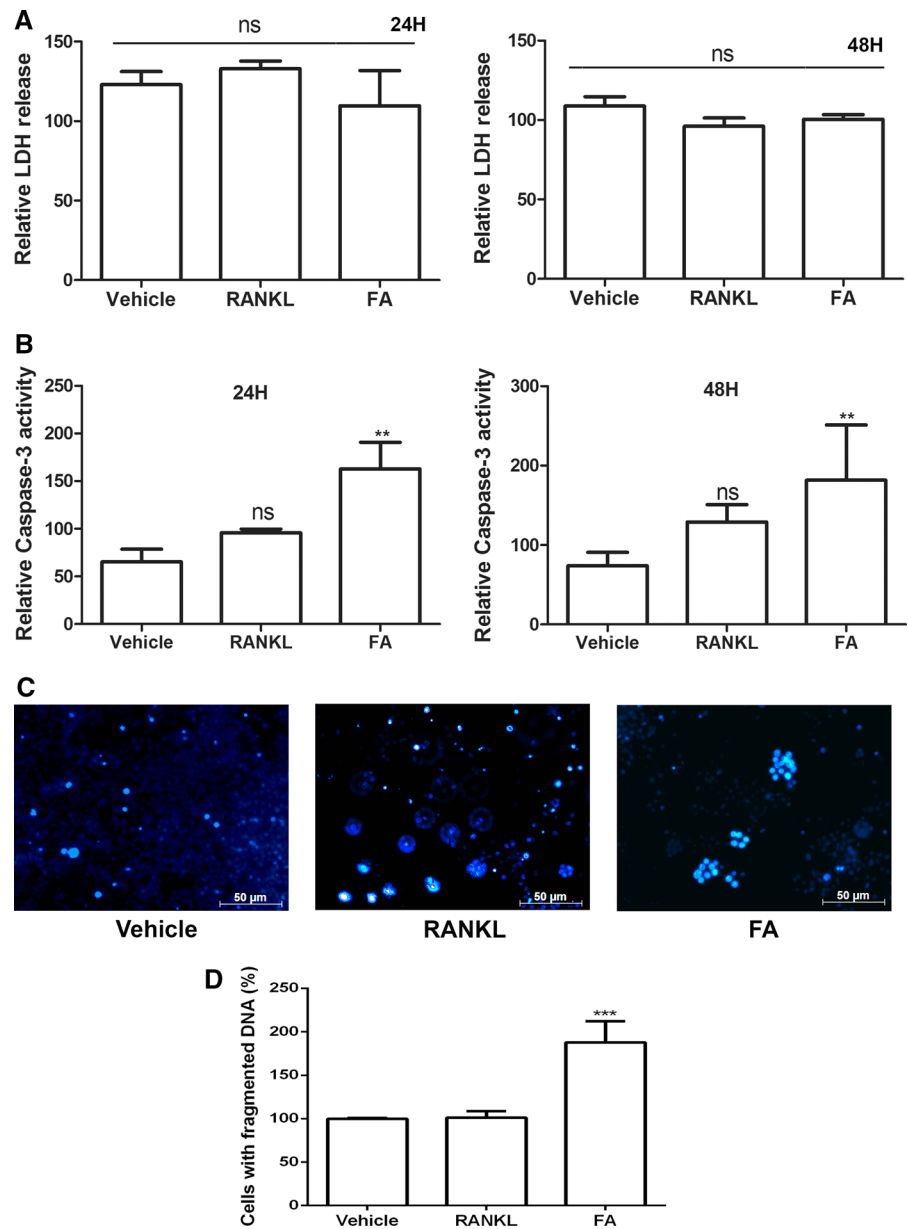 A
ns
24H
Relative LDH release
150
100
50
0
Vehicle RANKL FA
ns
48H
Relative LDH release
150
100
50
0
Vehicle RANKL FA
B
24H
Relative Caspase-3 activity
250
200
150
100
50
0
ns
**
Vehicle RANKL FA
48H
Relative Caspase-3 activity
300
200
100
0
ns
**
Vehicle RANKL FA
C
50 µm
50 µm
50 µm
Vehicle
RANKL
FA
D
Cells with fragmented DNA (%)
250
200
150
100
50
0
***
Vehicle RANKL FA